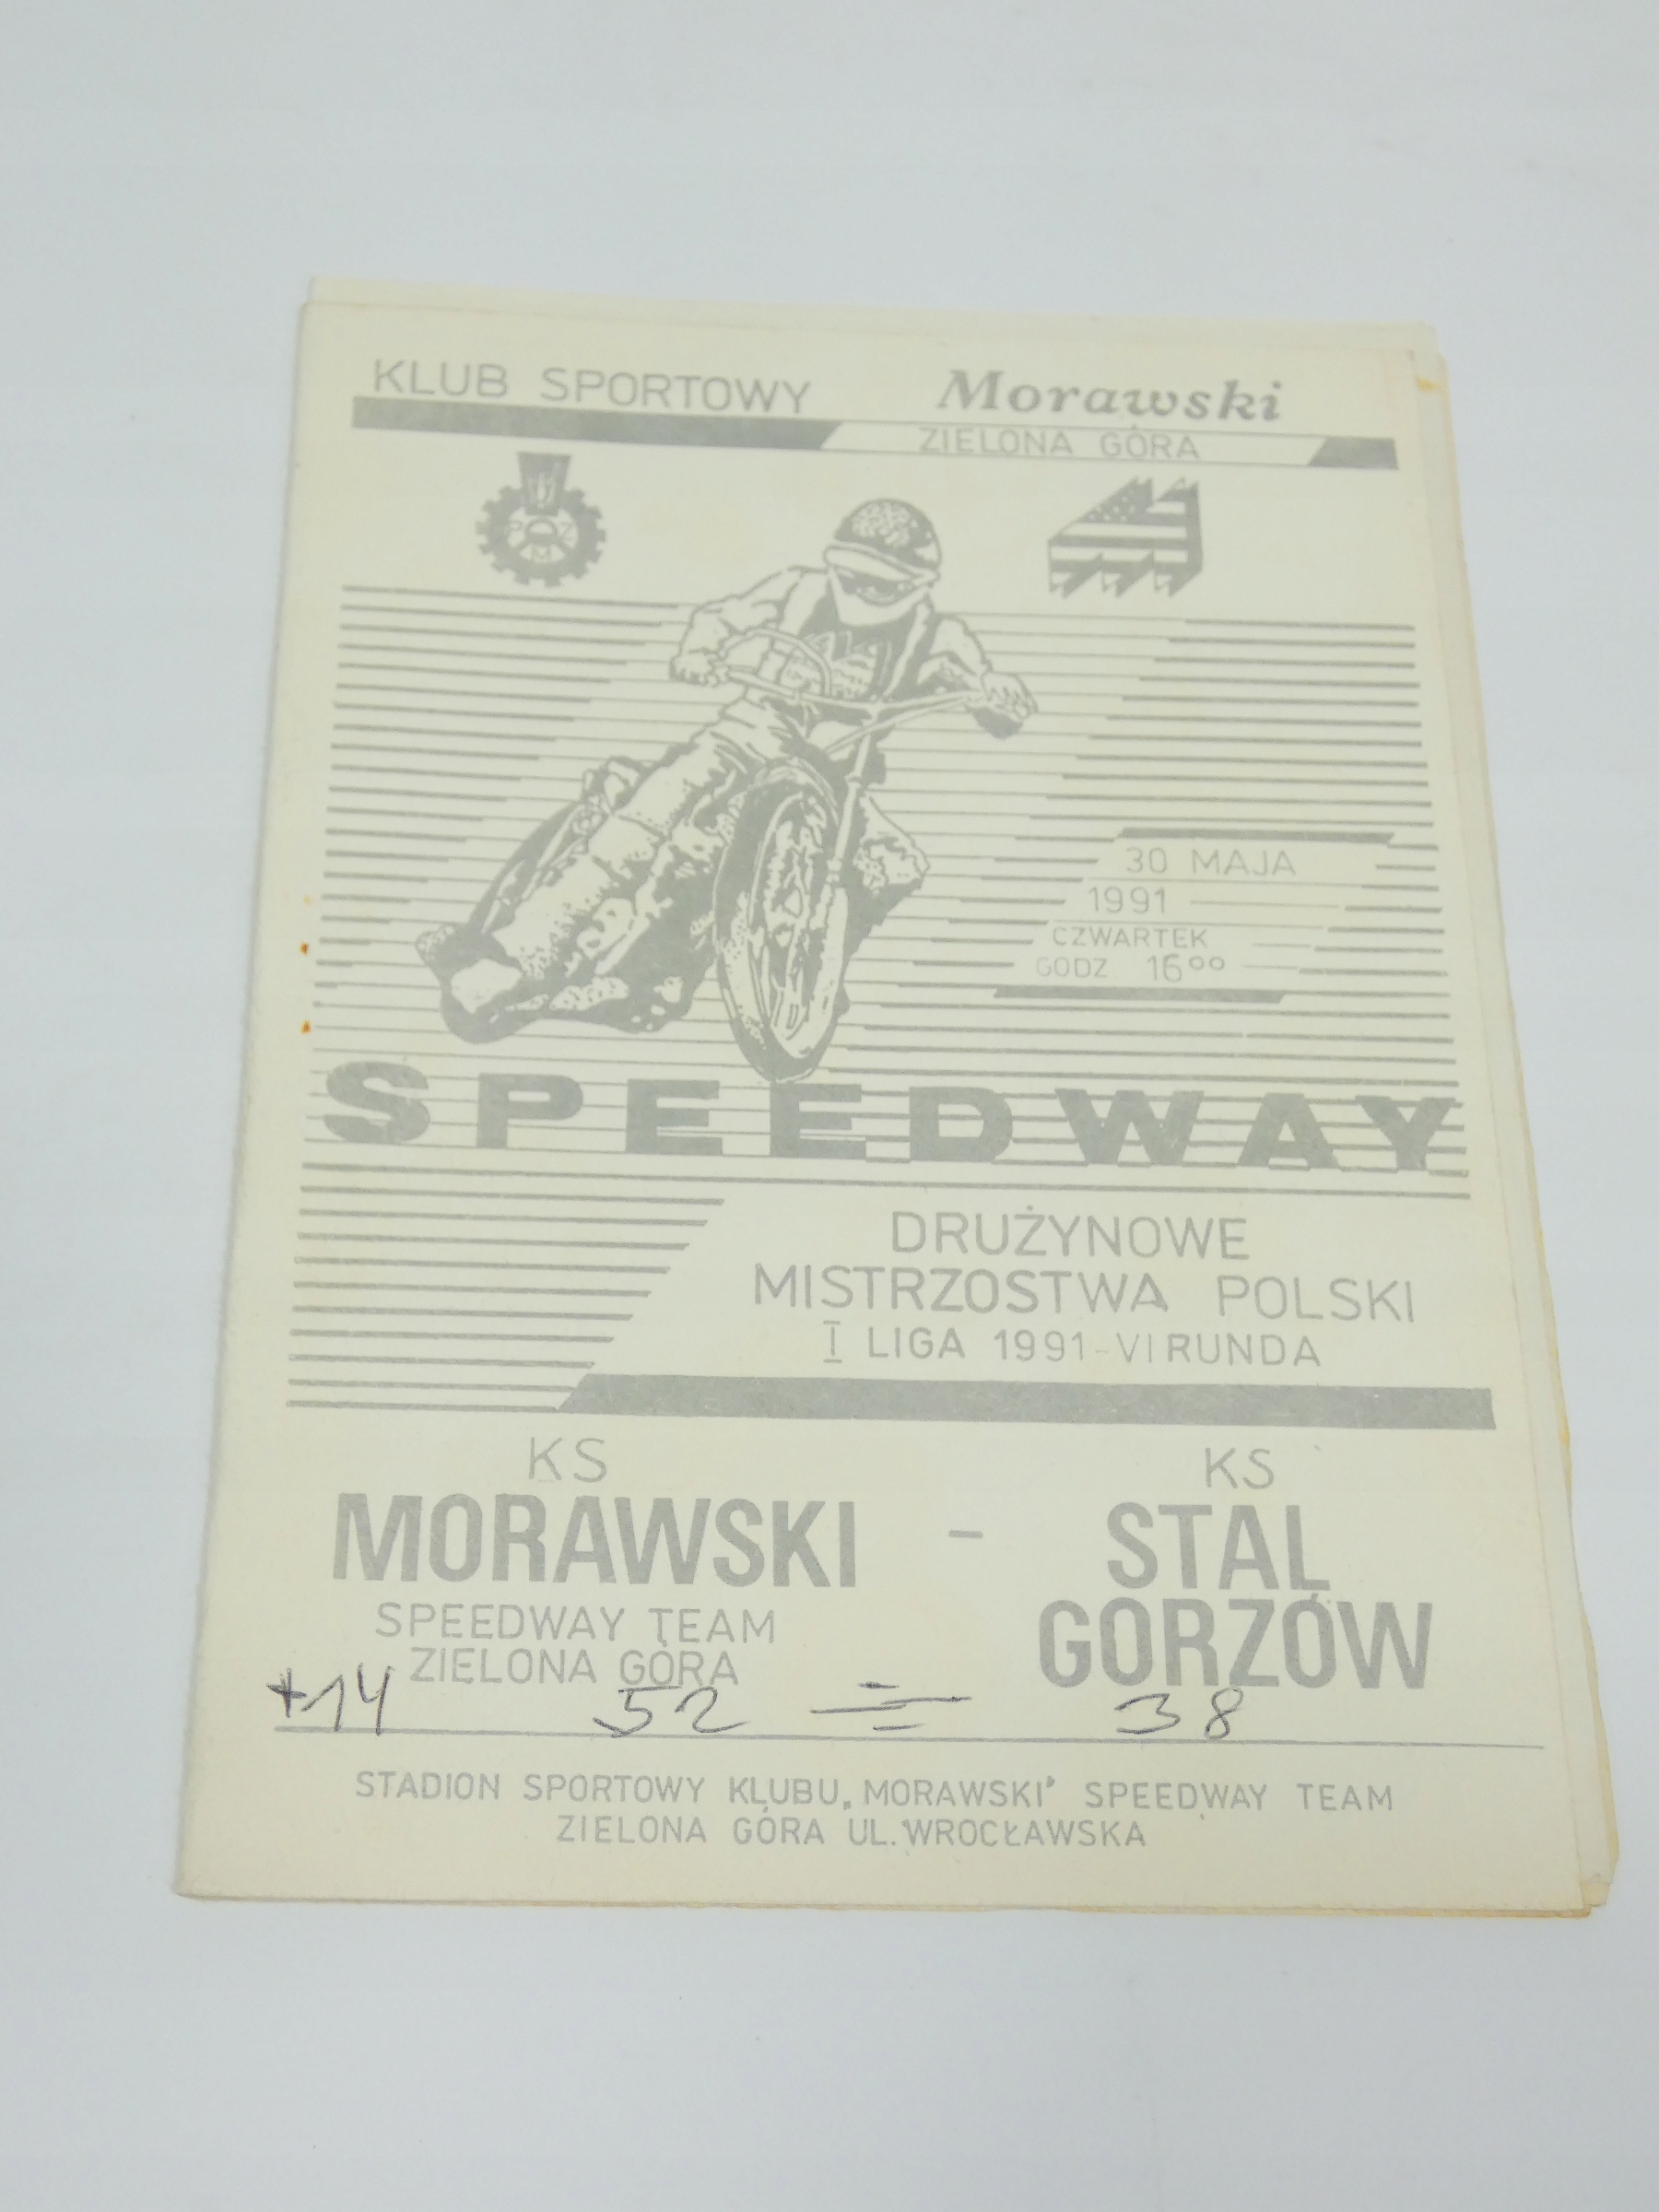 KLUB SPORTOWY Morawski
ZIELONA GÓRA
P Z M
30 MAJA
1991
CZWARTEK
GODZ. 16⁰⁰
SPEEDWAY
DRUŻYNOWE
MISTRZOSTWA POLSKI
I LIGA 1991-VI RUNDA
KS KS
MORAWSKI - STAL
GORZÓW
SPEEDWAY TEAM
ZIELONA GÓRA
+14 52 - 38
STADION SPORTOWY KLUBU „MORAWSKI” SPEEDWAY TEAM
ZIELONA GÓRA UL. WROCŁAWSKA